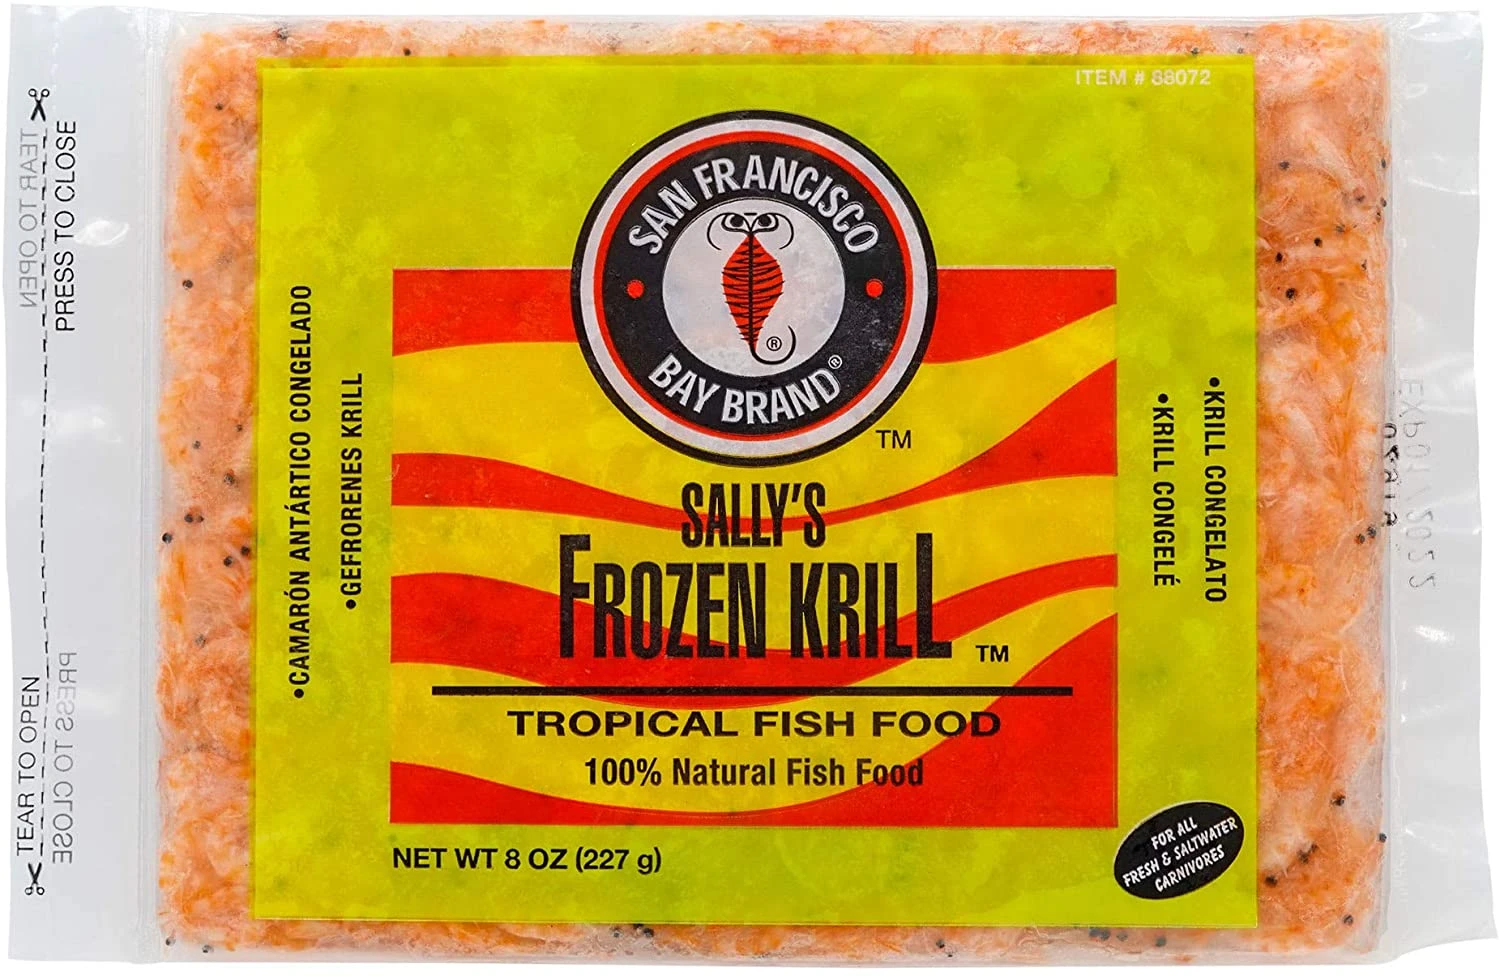 ITEM # 88072
SAN FRANCISCO
BAY BRAND®
®
TM
SALLY'S
FROZEN KRILL TM
TROPICAL FISH FOOD
100% Natural Fish Food
NET WT 8 OZ (227 g)
FOR ALL
FRESH & SALTWATER
CARNIVORES
•CAMARÓN ANTÁRTICO CONGELADO
•GEFRORENES KRILL
•KRILL CONGELATO
•KRILL CONGELÉ
TEAR TO OPEN
PRESS TO CLOSE
TEAR TO OPEN
PRESS TO CLOSE